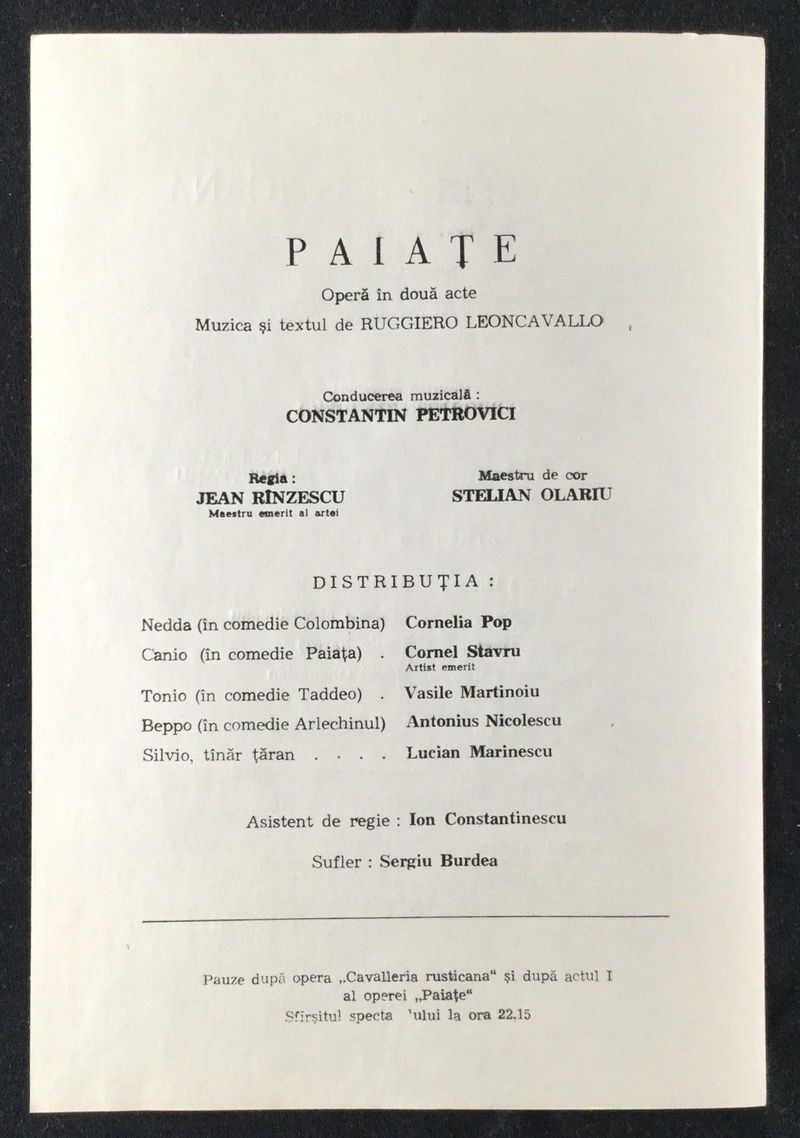 PAIAȚE
Operă în două acte
Muzica și textul de RUGGIERO LEONCAVALLO
Conducerea muzicală :
CONSTANTIN PETROVICI
Regia :
JEAN RÎNZESCU
Maestru emerit al artei
Maestru de cor
STELIAN OLARIU
DISTRIBUȚIA :
Nedda (în comedie Colombina) Cornelia Pop
Canio (în comedie Paiața) . Cornel Stavru
Artist emerit
Tonio (în comedie Taddeo) . Vasile Martinoiu
Beppo (în comedie Arlechinul) Antonius Nicolescu
Silvio, tînăr țăran . . . . Lucian Marinescu
Asistent de regie : Ion Constantinescu
Sufler : Sergiu Burdea
Pauze după opera „Cavalleria rusticana“ și după actul I
al operei „Paiațe“
Sfîrșitul specta 'ului la ora 22,15